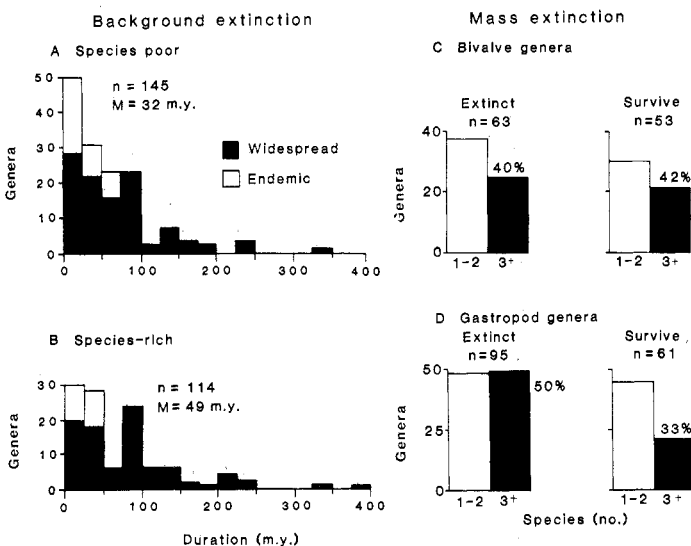 Background extinction
Mass extinction
A Species poor
n = 145
M = 32 m.y.
Widespread
Endemic
Genera
50
40
30
20
10
0
0 100 200 300 400
B Species-rich
n = 114
M = 49 m.y.
Genera
30
20
10
0
0 100 200 300 400
Duration (m.y.)
C Bivalve genera
Extinct
n=63
Survive
n=53
Genera
40
20
0
40%
42%
1-2 3+
1-2 3+
D Gastropod genera
Extinct
n=95
Survive
n=61
Genera
50
25
0
50%
33%
1-2 3+
1-2 3+
Species (no.)